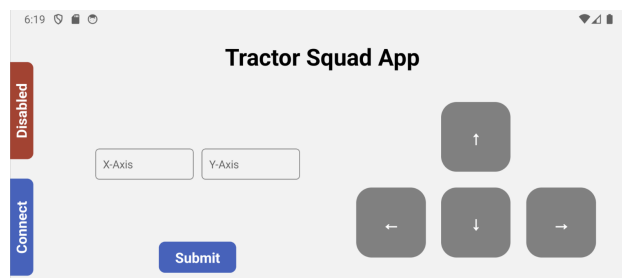 6:19
Tractor Squad App
Disabled
X-Axis Y-Axis
↑
← ↓ →
Connect
Submit